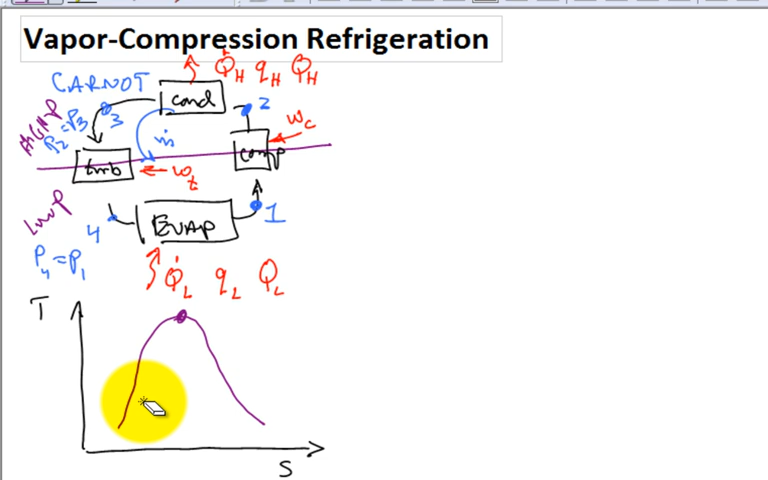 Vapor-Compression Refrigeration
CARNOT
Q̇H qH QH
cond
2
3
HIGH P
P2=P3
ṁ
wc
comp
turb
wt
Low P
4
EVAP
1
P4=P1
Q̇L qL QL
T
S